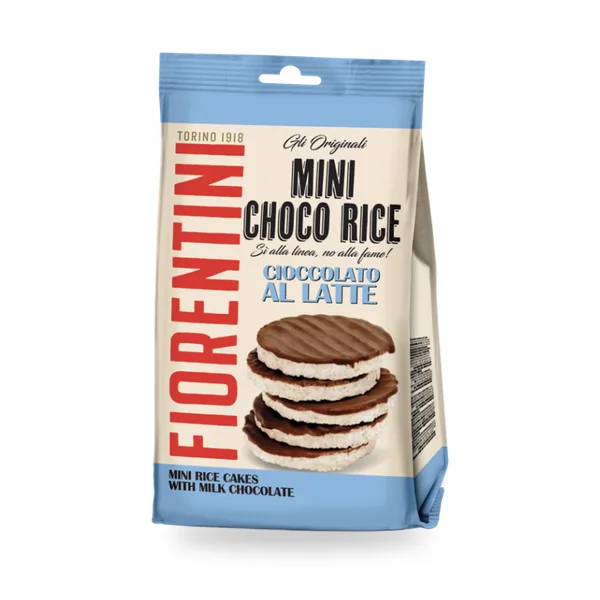 TORINO 1918
FIORENTINI
Gli Originali
MINI
CHOCO RICE
Sì alla linea, no alla fame!
CIOCCOLATO
AL LATTE
MINI RICE CAKES
WITH MILK CHOCOLATE